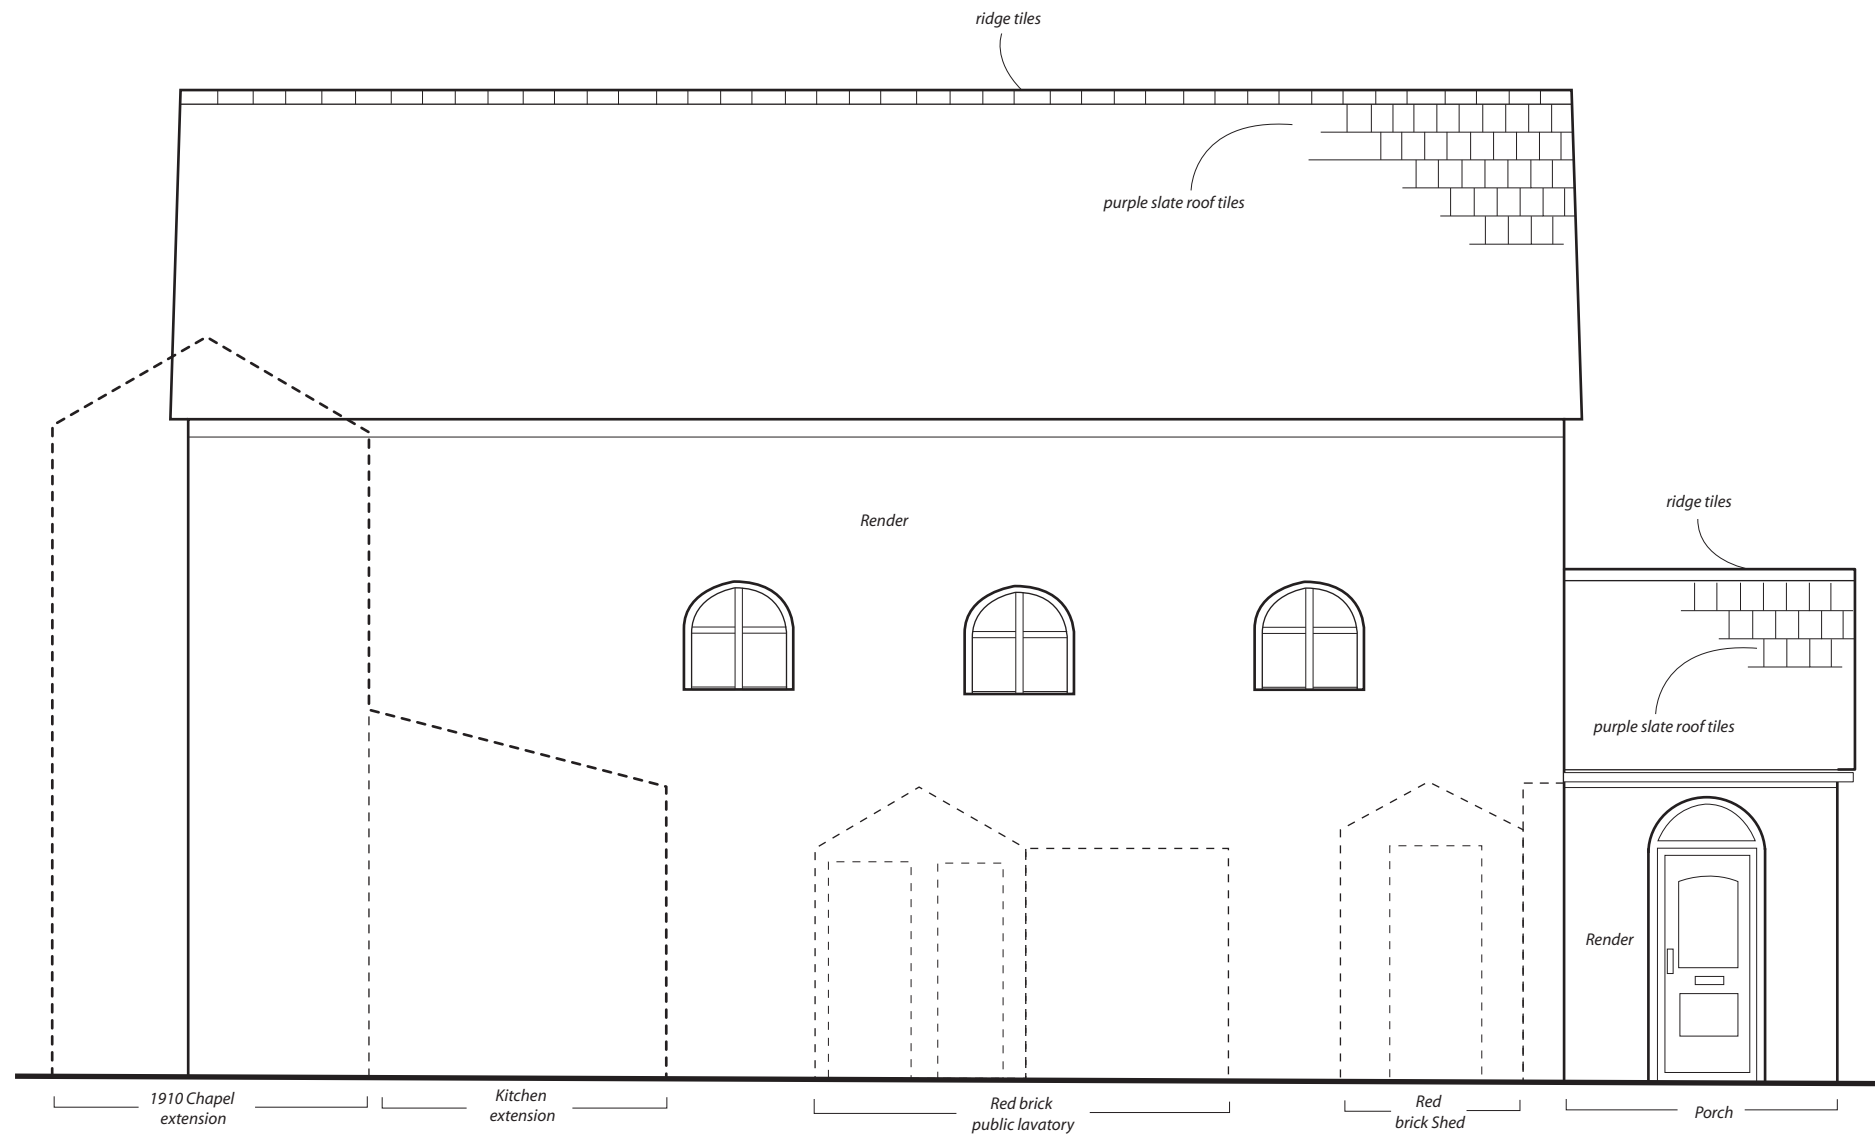 ridge tiles
purple slate roof tiles
Render
ridge tiles
purple slate roof tiles
Render
1910 Chapel
extension
Kitchen
extension
Red brick
public lavatory
Red
brick Shed
Porch